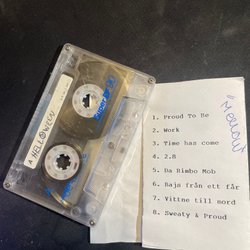 A HELLOWEEN
"Mellow"
1. Proud To Be
2. Work
3. Time has come
4. 2.8
5. Da Rimbo Mob
6. Bajs från ett får
7. Vittne till mord
8. Sweaty & Proud